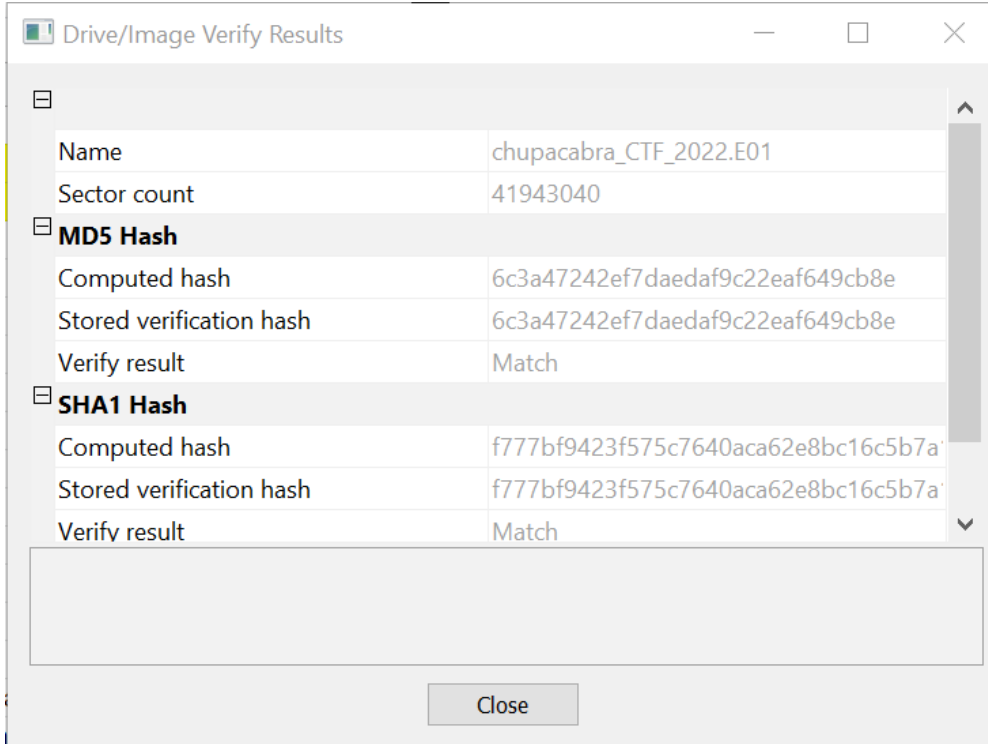 Drive/Image Verify Results
Name chupacabra_CTF_2022.E01
Sector count 41943040
MD5 Hash
Computed hash 6c3a47242ef7daedaf9c22eaf649cb8e
Stored verification hash 6c3a47242ef7daedaf9c22eaf649cb8e
Verify result Match
SHA1 Hash
Computed hash f777bf9423f575c7640aca62e8bc16c5b7a
Stored verification hash f777bf9423f575c7640aca62e8bc16c5b7a
Verify result Match
Close